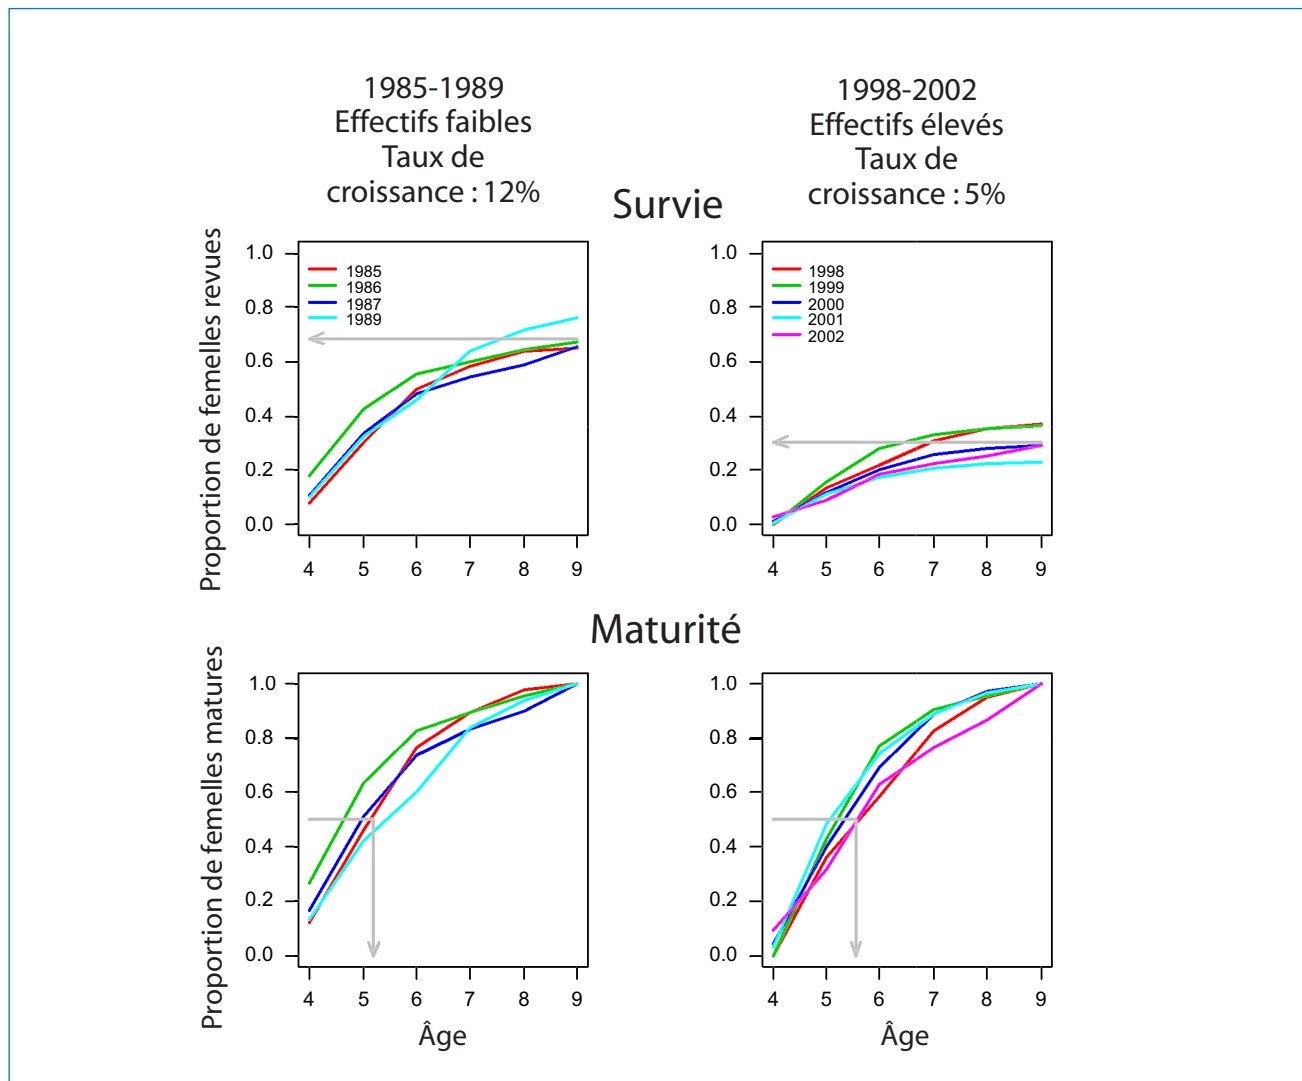 1985-1989
Effectifs faibles
Taux de
croissance : 12%
1998-2002
Effectifs élevés
Taux de
croissance : 5%
Survie
Proportion de femelles revues
1.0
0.8
0.6
0.4
0.2
0.0
1985
1986
1987
1989
4 5 6 7 8 9
1.0
0.8
0.6
0.4
0.2
0.0
1998
1999
2000
2001
2002
4 5 6 7 8 9
Maturité
Proportion de femelles matures
1.0
0.8
0.6
0.4
0.2
0.0
4 5 6 7 8 9
Âge
1.0
0.8
0.6
0.4
0.2
0.0
4 5 6 7 8 9
Âge